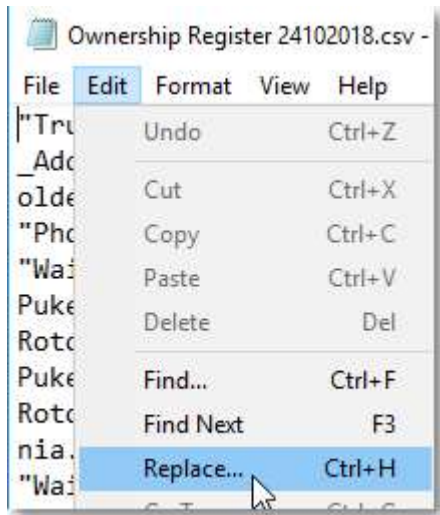 Ownership Register 24102018.csv -
File Edit Format View Help
"Tru
_Add
olde
"Pho
"Wai
Puke
Roto
Puke
Roto
nia.
"Wai
Undo Ctrl+Z
Cut Ctrl+X
Copy Ctrl+C
Paste Ctrl+V
Delete Del
Find... Ctrl+F
Find Next F3
Replace... Ctrl+H